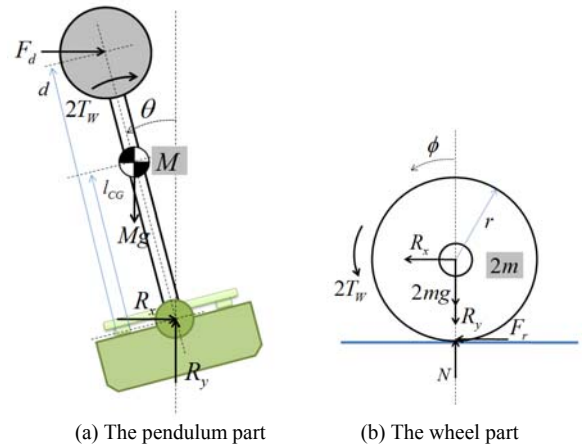 F_d
d
2T_W
θ
M
l_CG
Mg
R_x
R_y
(a) The pendulum part
ϕ
r
R_x
2m
2T_W
2mg
R_y
F_r
N
(b) The wheel part